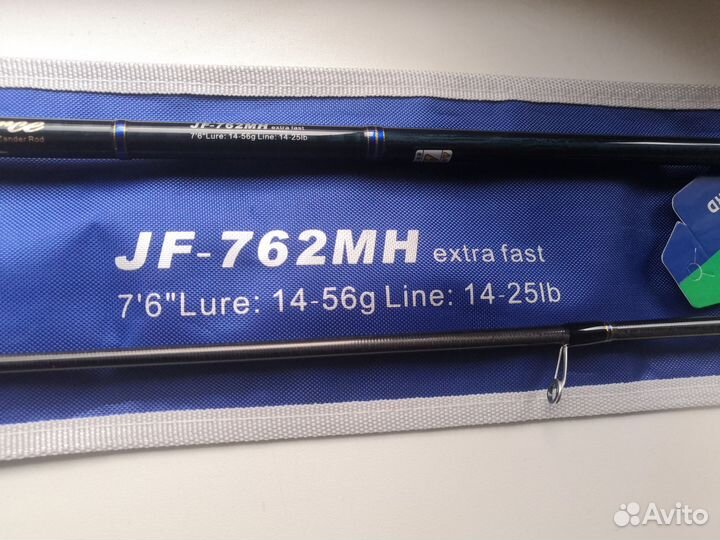 rce
Zander Rod
JF-762MH extra fast
7'6"Lure: 14-56g Line: 14-25lb
JF-762MH extra fast
7'6"Lure: 14-56g Line: 14-25lb
Avito